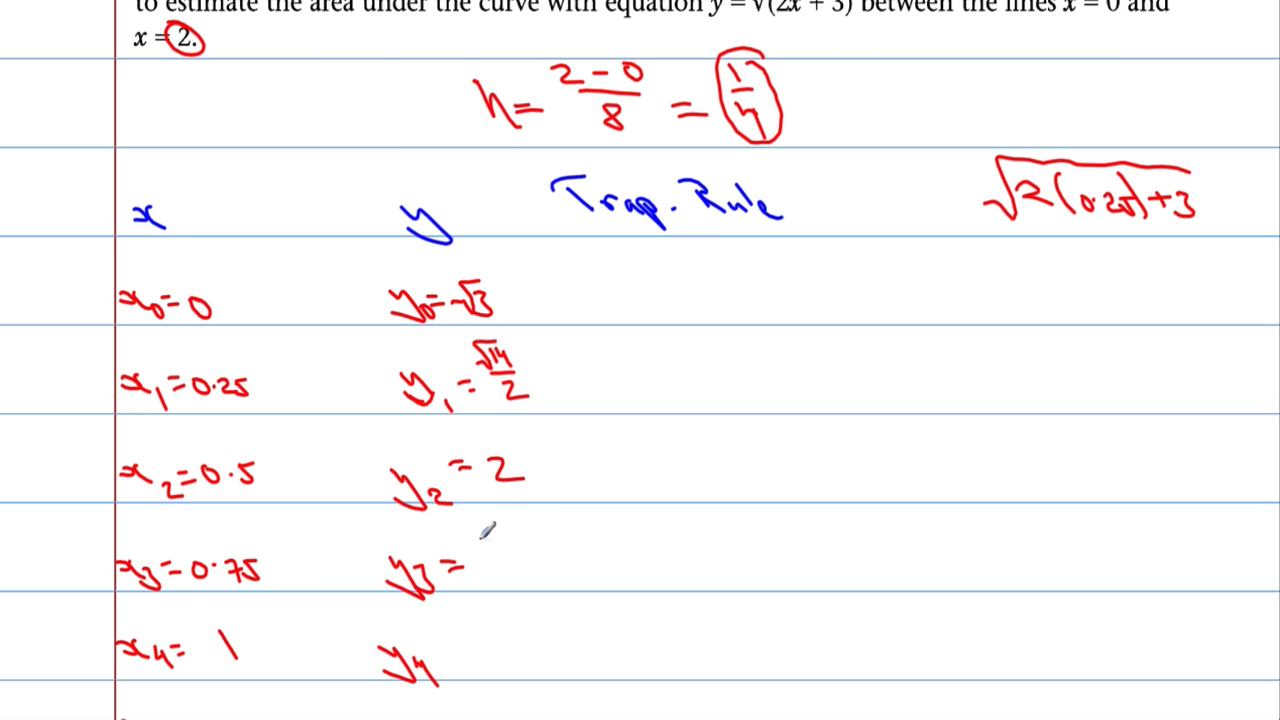 to estimate the area under the curve with equation y = √(2x + 3) between the lines x = 0 and
x = 2.
h = 2 - 0 / 8 = 1/4
√2(0.25)+3
x y Trap. Rule
x₀ = 0 y₀ = √3
x₁ = 0.25 y₁ = √14/2
x₂ = 0.5 y₂ = 2
x₃ = 0.75 y₃ =
x₄ = 1 y₄